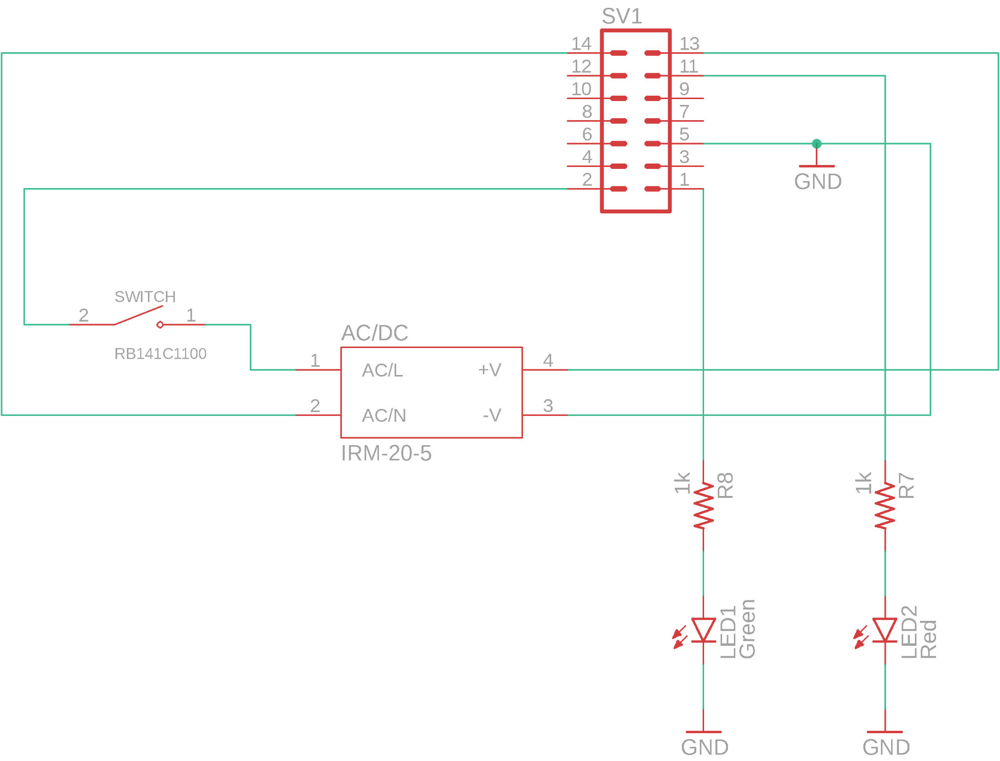 SV1
14
13
12
11
10
9
8
7
6
5
4
3
2
1
GND
SWITCH
2
1
RB141C1100
AC/DC
1
AC/L
+V
4
2
AC/N
-V
3
IRM-20-5
1k
R8
1k
R7
LED1
Green
LED2
Red
GND
GND